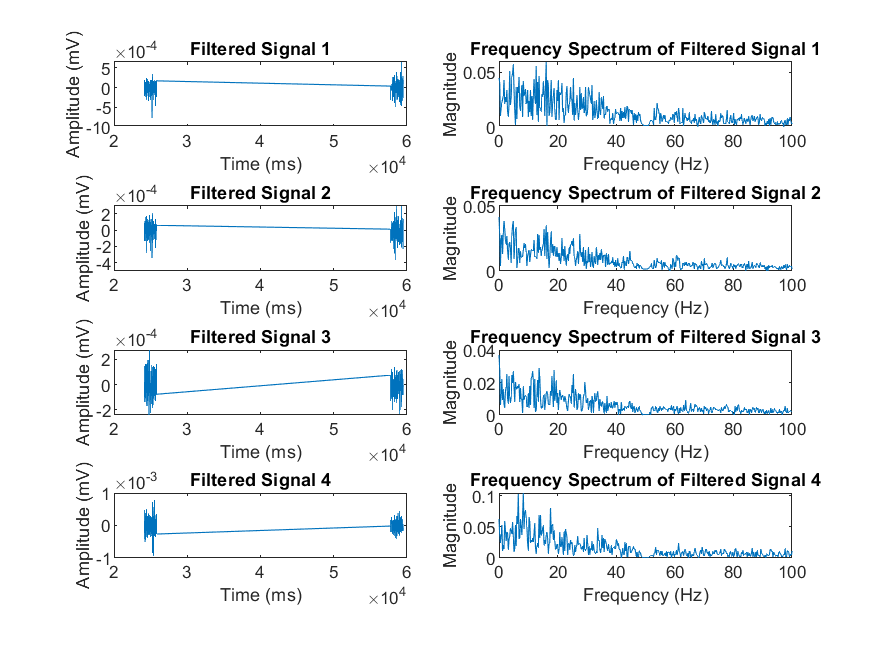 Filtered Signal 1
×10-4
Amplitude (mV)
5
0
-5
-10
2 3 4 5 6
Time (ms)
×10⁴
Frequency Spectrum of Filtered Signal 1
Magnitude
0.05
0
0 20 40 60 80 100
Frequency (Hz)
Filtered Signal 2
×10-4
Amplitude (mV)
2
0
-2
-4
2 3 4 5 6
Time (ms)
×10⁴
Frequency Spectrum of Filtered Signal 2
Magnitude
0.05
0
0 20 40 60 80 100
Frequency (Hz)
Filtered Signal 3
×10-4
Amplitude (mV)
2
0
-2
2 3 4 5 6
Time (ms)
×10⁴
Frequency Spectrum of Filtered Signal 3
Magnitude
0.04
0.02
0
0 20 40 60 80 100
Frequency (Hz)
Filtered Signal 4
×10-3
Amplitude (mV)
1
0
-1
2 3 4 5 6
Time (ms)
×10⁴
Frequency Spectrum of Filtered Signal 4
Magnitude
0.1
0.05
0
0 20 40 60 80 100
Frequency (Hz)